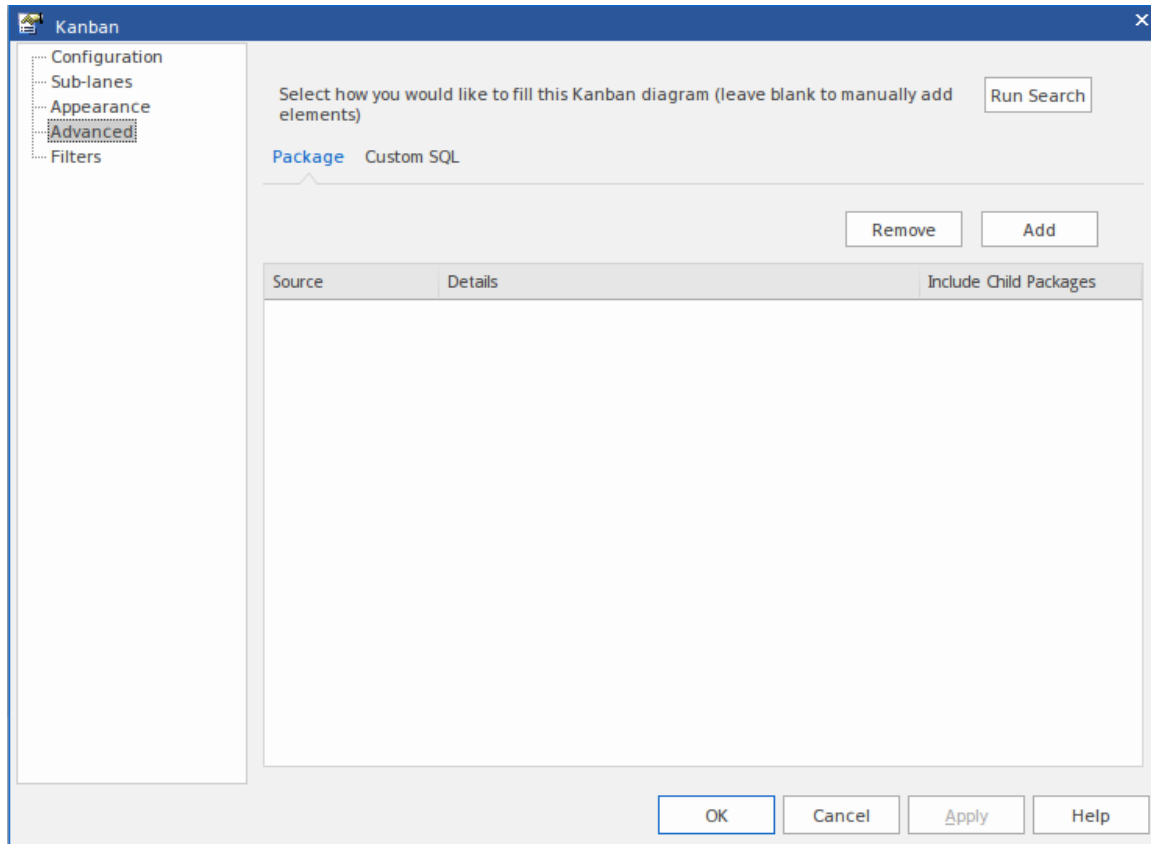 Kanban
Configuration
Sub-lanes
Appearance
Advanced
Filters
Select how you would like to fill this Kanban diagram (leave blank to manually add
elements)
Run Search
Package Custom SQL
Remove Add
Source Details Include Child Packages
OK Cancel Apply Help